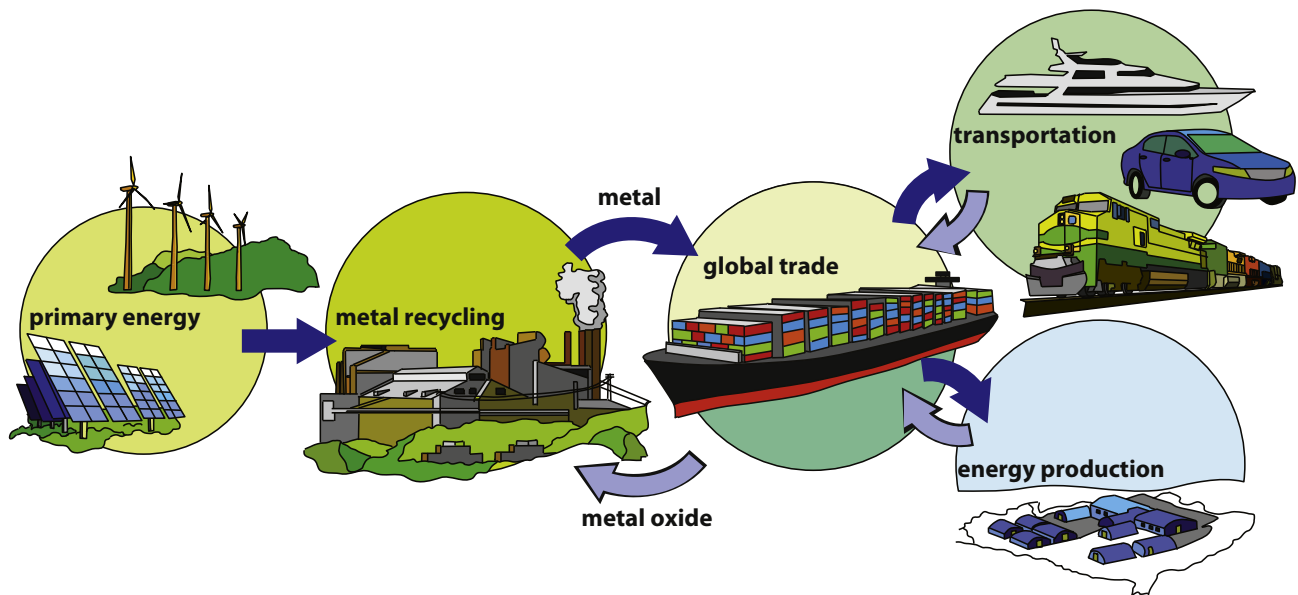 transportation
metal
global trade
primary energy
metal recycling
energy production
metal oxide